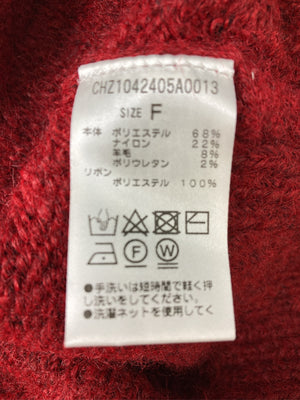 CHZ1042405A0013
SIZE F
本体 ポリエステル 68%
ナイロン 22%
羊毛 8%
ポリウレタン 2%
リボン
ポリエステル 100%
F W
●手洗いは短時間で軽く押
し洗いをしてください。
●洗濯ネットを使用して
ください。